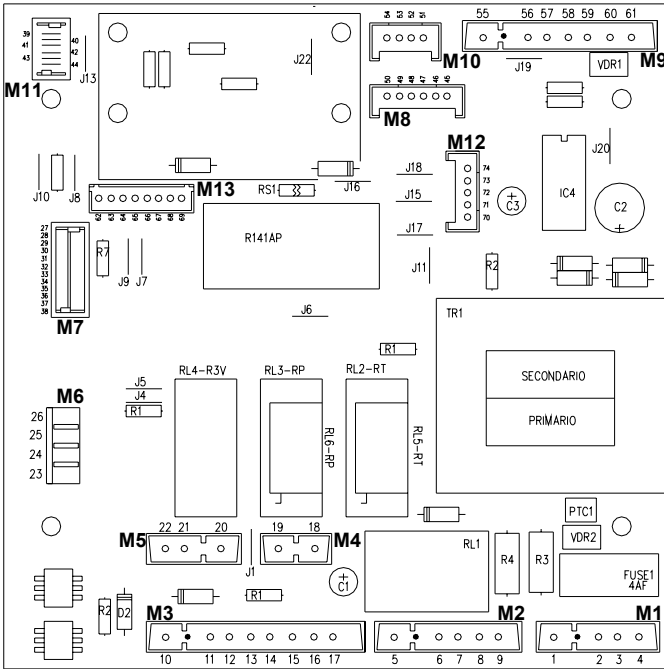 54 53 52 51
M10
55 56 57 58 59 60 61
M9
39
41
43
40
42
44
M11
J13
J22
J19
VDR1
50 49 48 47 46 45
M8
M12
J20
J10
J8
M13
RS1
J16
J18
J15
J17
J11
74
73
72
71
70
C3
IC4
C2
62 63 64 65 66 67 68 69
27
28
29
30
31
32
33
34
35
36
37
38
M7
R7
J9 J7
R141AP
R2
J6
TR1
R1
SECONDARIO
PRIMARIO
J5
J4
R1
RL4-R3V
RL3-RP
RL2-RT
RL6-RP
RL5-RT
M6
26
25
24
23
PTC1
VDR2
22 21 20
M5
19 18
M4
J1
C1
RL1
R4
R3
FUSE1
4AF
R2
D2
R1
M3
M2
M1
10 11 12 13 14 15 16 17
5 6 7 8 9
1 2 3 4